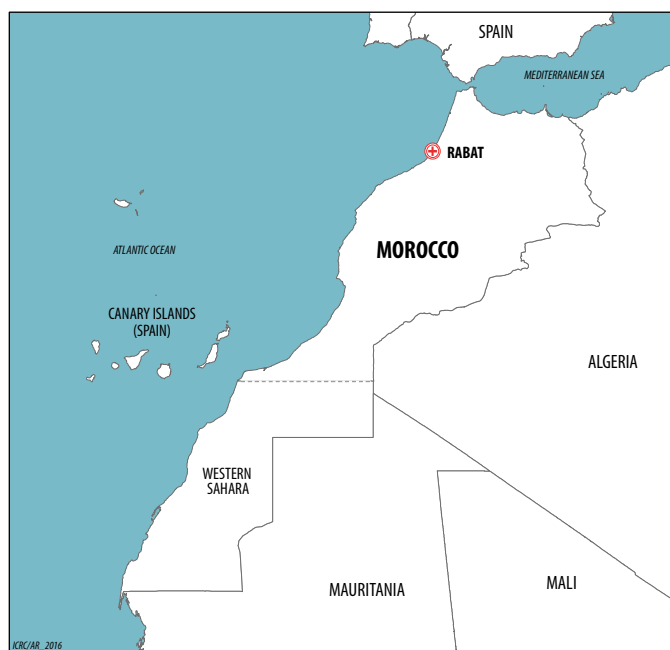 SPAIN
MEDITERRANEAN SEA
RABAT
MOROCCO
ATLANTIC OCEAN
CANARY ISLANDS
(SPAIN)
ALGERIA
WESTERN
SAHARA
MAURITANIA
MALI
ICRC/AR_2016